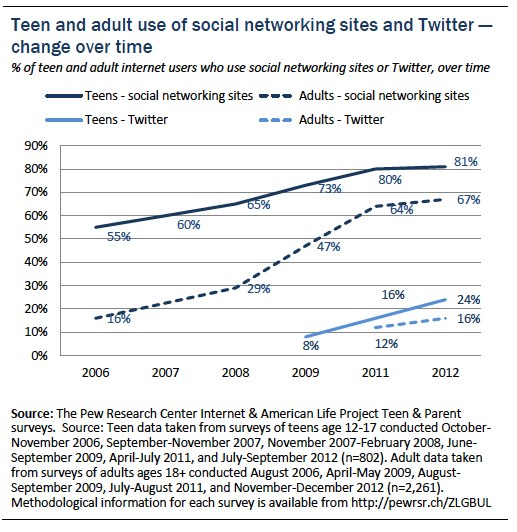 Teen and adult use of social networking sites and Twitter —
change over time
% of teen and adult internet users who use social networking sites or Twitter, over time
Teens - social networking sites Adults - social networking sites
Teens - Twitter Adults - Twitter
90%
80%
70%
60%
50%
40%
30%
20%
10%
0%
55%
60%
65%
73%
80%
81%
16%
29%
47%
64%
67%
8%
16%
24%
12%
16%
2006 2007 2008 2009 2011 2012
Source: The Pew Research Center Internet & American Life Project Teen & Parent
surveys. Source: Teen data taken from surveys of teens age 12-17 conducted October-
November 2006, September-November 2007, November 2007-February 2008, June-
September 2009, April-July 2011, and July-September 2012 (n=802). Adult data taken
from surveys of adults ages 18+ conducted August 2006, April-May 2009, August-
September 2009, July-August 2011, and November-December 2012 (n=2,261).
Methodological information for each survey is available from http://pewrsr.ch/ZLGBUL